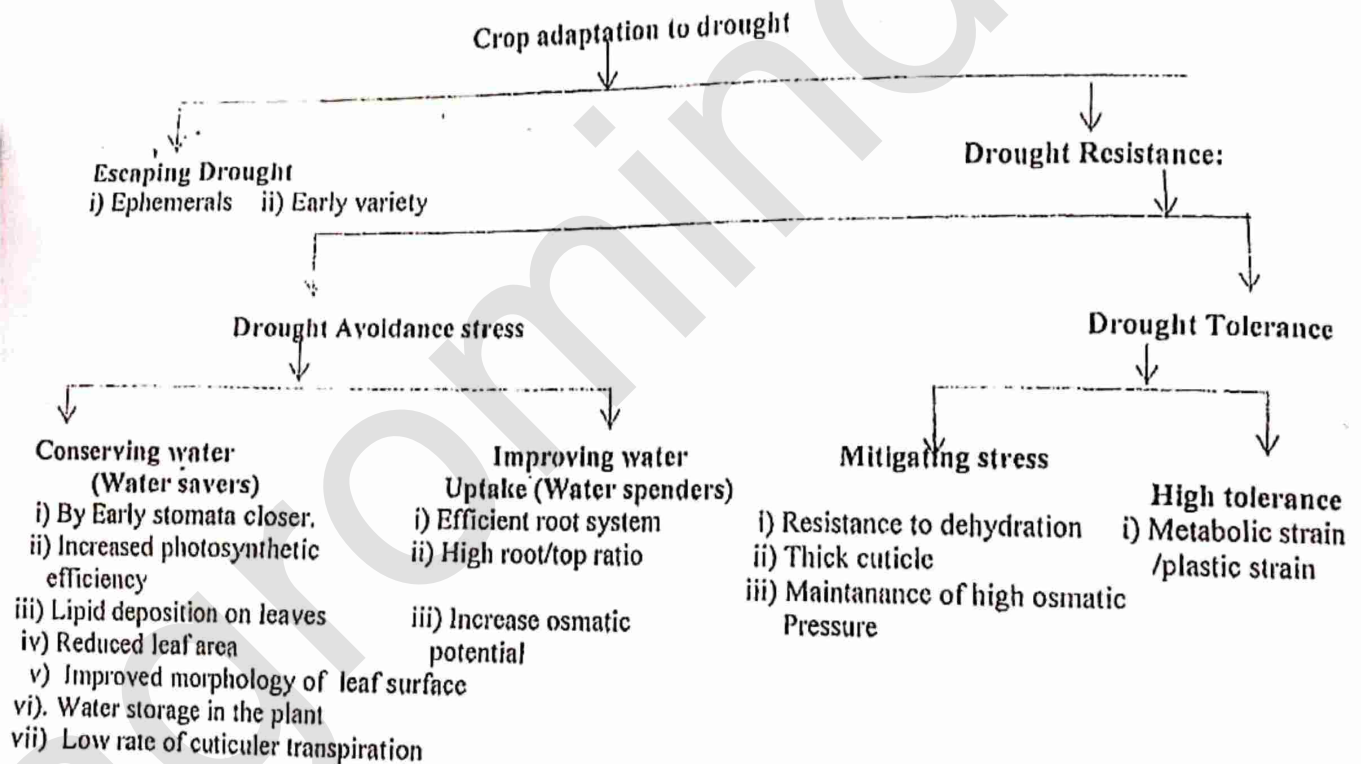 Crop adaptation to drought
Escaping Drought
i) Ephemerals ii) Early variety
Drought Resistance:
Drought Avoidance stress
Drought Tolerance
Conserving water
(Water savers)
i) By Early stomata closer.
ii) Increased photosynthetic
efficiency
iii) Lipid deposition on leaves
iv) Reduced leaf area
v) Improved morphology of leaf surface
vi). Water storage in the plant
vii) Low rate of cuticuler transpiration
Improving water
Uptake (Water spenders)
i) Efficient root system
ii) High root/top ratio
iii) Increase osmatic
potential
Mitigating stress
i) Resistance to dehydration
ii) Thick cuticle
iii) Maintanance of high osmatic
Pressure
High tolerance
i) Metabolic strain
/plastic strain
gromind